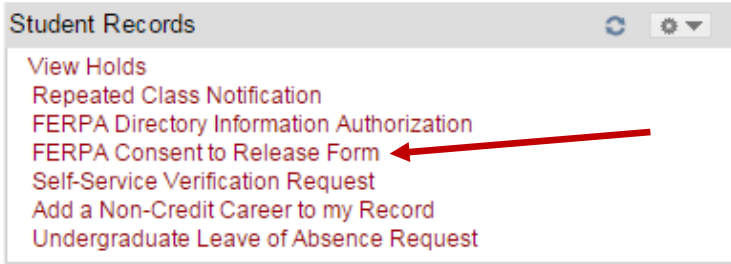 Student Records
View Holds
Repeated Class Notification
FERPA Directory Information Authorization
FERPA Consent to Release Form
Self-Service Verification Request
Add a Non-Credit Career to my Record
Undergraduate Leave of Absence Request